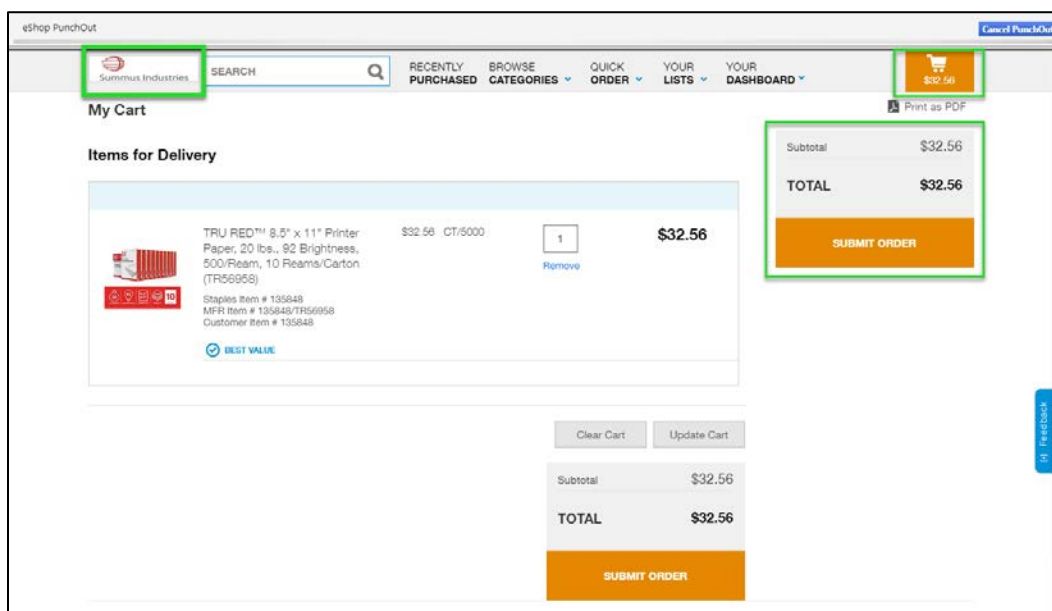 eShop PunchOut
Cancel PunchOut
Summus Industries
SEARCH
RECENTLY PURCHASED
BROWSE CATEGORIES
QUICK ORDER
YOUR LISTS
YOUR DASHBOARD
$32.56
My Cart
Print as PDF
Items for Delivery
Subtotal $32.56
TOTAL $32.56
SUBMIT ORDER
TRU RED™ 8.5" x 11" Printer
Paper, 20 lbs., 92 Brightness,
500/Ream, 10 Reams/Carton
(TR56958)
$32.56 CT/5000
1
Remove
$32.56
10
Staples Item # 135848
MFR Item # 135848/TR56958
Customer Item # 135848
BEST VALUE
Clear Cart
Update Cart
Subtotal $32.56
TOTAL $32.56
SUBMIT ORDER
[+] Feedback